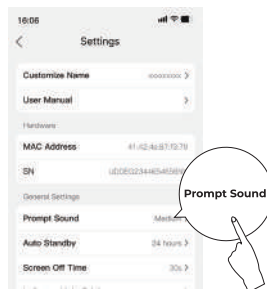 16:06
Settings
Customize Name
User Manual
Hardware
MAC Address
SN
General Settings
Prompt Sound
Prompt Sound
Auto Standby 24 hours
Screen Off Time 30s